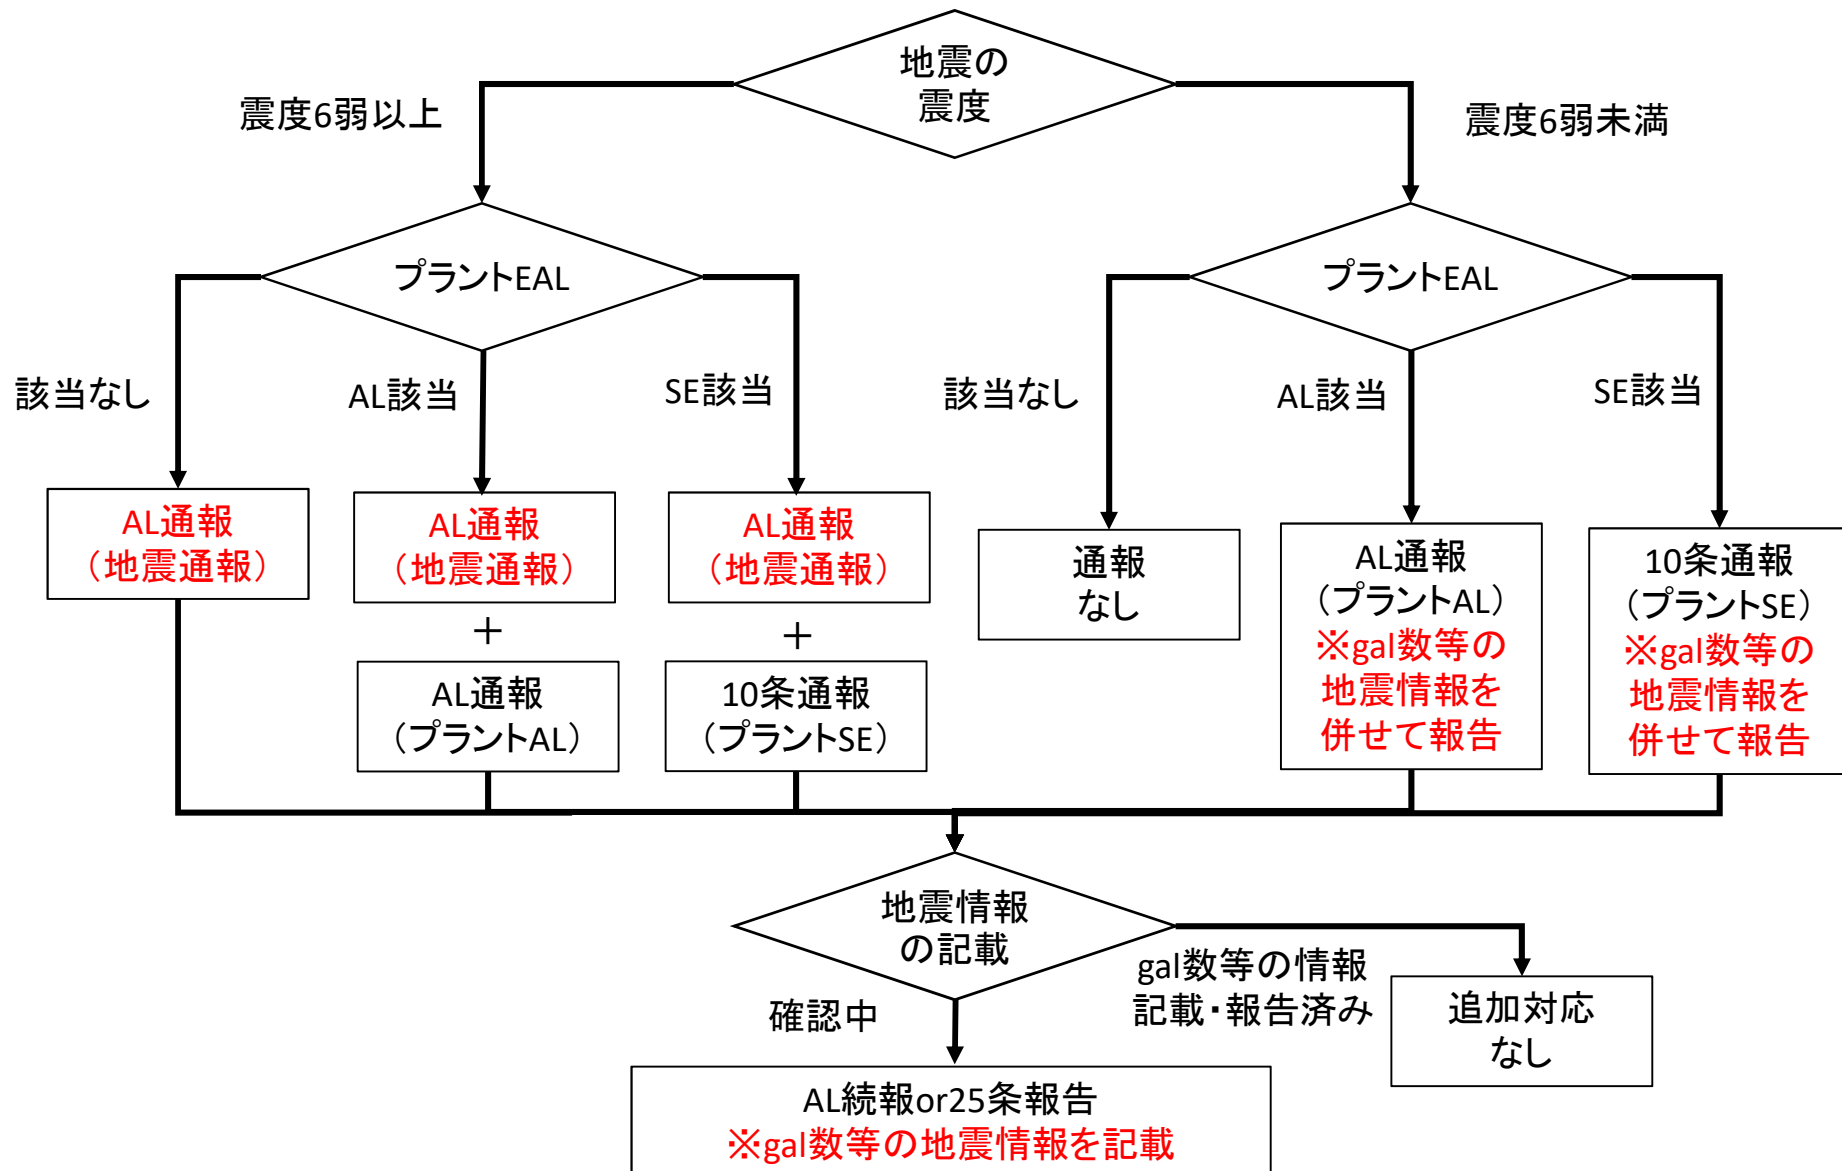 地震の
震度
震度6弱以上
震度6弱未満
プラントEAL
プラントEAL
該当なし
AL該当
SE該当
該当なし
AL該当
SE該当
AL通報
（地震通報）
AL通報
（地震通報）
＋
AL通報
（プラントAL）
AL通報
（地震通報）
＋
10条通報
（プラントSE）
通報
なし
AL通報
（プラントAL）
※gal数等の
地震情報を
併せて報告
10条通報
（プラントSE）
※gal数等の
地震情報を
併せて報告
地震情報
の記載
確認中
gal数等の情報
記載・報告済み
追加対応
なし
AL続報or25条報告
※gal数等の地震情報を記載